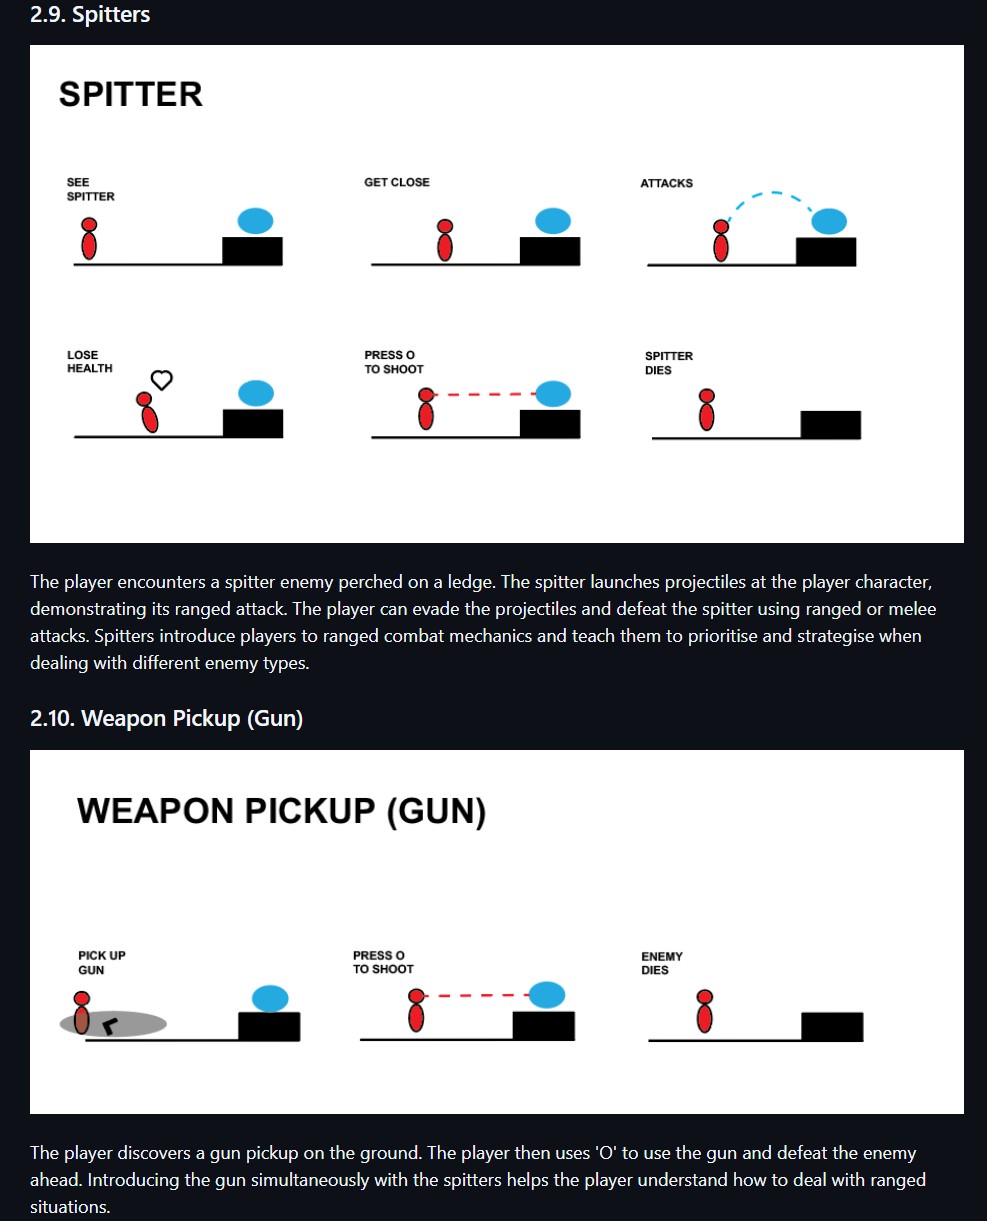 2.9. Spitters
SPITTER
SEE
SPITTER
GET CLOSE
ATTACKS
LOSE
HEALTH
PRESS O
TO SHOOT
SPITTER
DIES
The player encounters a spitter enemy perched on a ledge. The spitter launches projectiles at the player character,
demonstrating its ranged attack. The player can evade the projectiles and defeat the spitter using ranged or melee
attacks. Spitters introduce players to ranged combat mechanics and teach them to prioritise and strategise when
dealing with different enemy types.
2.10. Weapon Pickup (Gun)
WEAPON PICKUP (GUN)
PICK UP
GUN
PRESS O
TO SHOOT
ENEMY
DIES
The player discovers a gun pickup on the ground. The player then uses 'O' to use the gun and defeat the enemy
ahead. Introducing the gun simultaneously with the spitters helps the player understand how to deal with ranged
situations.